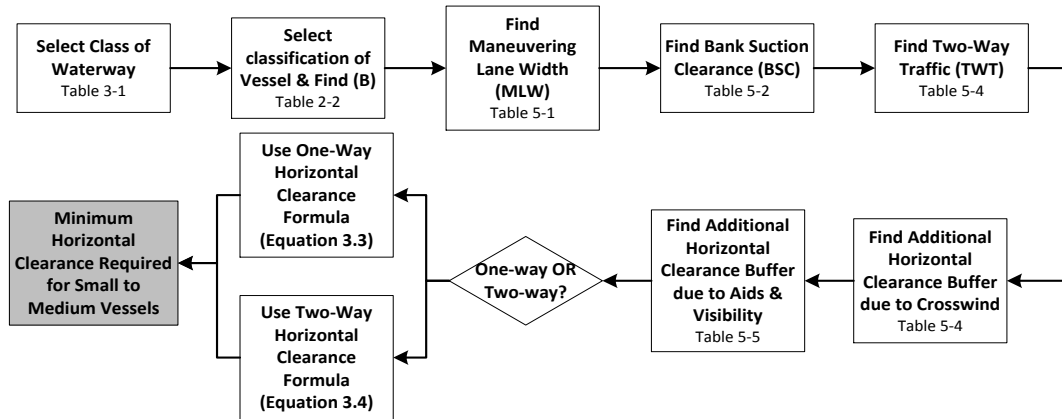 Select Class of
Waterway
Table 3-1
Select
classification of
Vessel & Find (B)
Table 2-2
Find
Maneuvering
Lane Width
(MLW)
Table 5-1
Find Bank Suction
Clearance (BSC)
Table 5-2
Find Two-Way
Traffic (TWT)
Table 5-4
Find Additional
Horizontal
Clearance Buffer
due to Crosswind
Table 5-4
Find Additional
Horizontal
Clearance Buffer
due to Aids &
Visibility
Table 5-5
One-way OR
Two-way?
Use One-Way
Horizontal
Clearance
Formula
(Equation 3.3)
Use Two-Way
Horizontal
Clearance
Formula
(Equation 3.4)
Minimum
Horizontal
Clearance Required
for Small to
Medium Vessels